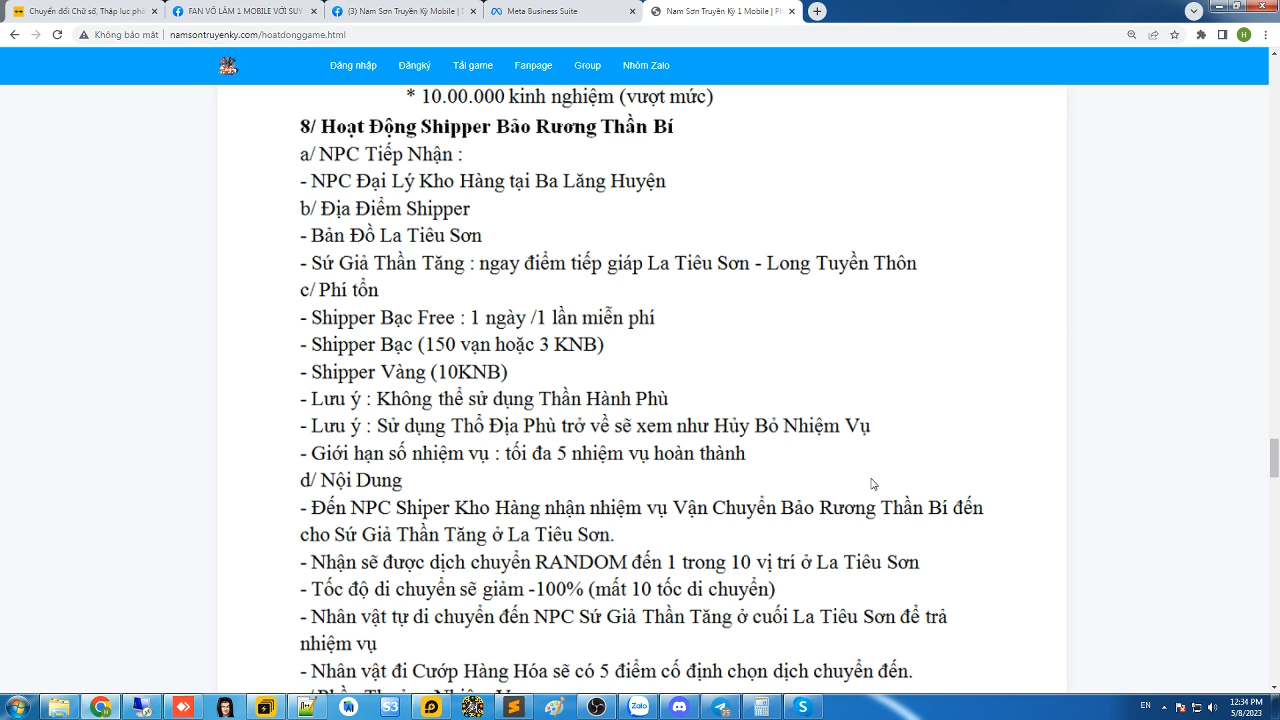 Chuyển đổi Chữ số, Thập lục phâ
FAN VÕ LÂM 1 MOBILE VỚI SUY
(3) Nam Sơn Truyền Kỳ Mobile | 
Meta Business Suite
Nam Sơn Truyền Kỳ 1 Mobile | Ph
Không bảo mật | namsontruyenky.com/hoatdonggame.html
H
Đăng nhập
Đăngký
Tải game
Fanpage
Group
Nhóm Zalo
* 10.00.000 kinh nghiệm (vượt mức)
8/ Hoạt Động Shipper Bảo Rương Thần Bí
a/ NPC Tiếp Nhận :
- NPC Đại Lý Kho Hàng tại Ba Lăng Huyện
b/ Địa Điểm Shipper
- Bản Đồ La Tiêu Sơn
- Sứ Giả Thần Tăng : ngay điểm tiếp giáp La Tiêu Sơn - Long Tuyền Thôn
c/ Phí tổn
- Shipper Bạc Free : 1 ngày /1 lần miễn phí
- Shipper Bạc (150 vạn hoặc 3 KNB)
- Shipper Vàng (10KNB)
- Lưu ý : Không thể sử dụng Thần Hành Phù
- Lưu ý : Sử dụng Thổ Địa Phù trở về sẽ xem như Hủy Bỏ Nhiệm Vụ
- Giới hạn số nhiệm vụ : tối đa 5 nhiệm vụ hoàn thành
d/ Nội Dung
- Đến NPC Shiper Kho Hàng nhận nhiệm vụ Vận Chuyển Bảo Rương Thần Bí đến
cho Sứ Giả Thần Tăng ở La Tiêu Sơn.
- Nhận sẽ được dịch chuyển RANDOM đến 1 trong 10 vị trí ở La Tiêu Sơn
- Tốc độ di chuyển sẽ giảm -100% (mất 10 tốc di chuyển)
- Nhân vật tự di chuyển đến NPC Sứ Giả Thần Tăng ở cuối La Tiêu Sơn để trả
nhiệm vụ
- Nhân vật đi Cướp Hàng Hóa sẽ có 5 điểm cố định chọn dịch chuyển đến.
S3
Zalo
25
EN
12:34 PM
5/8/2023